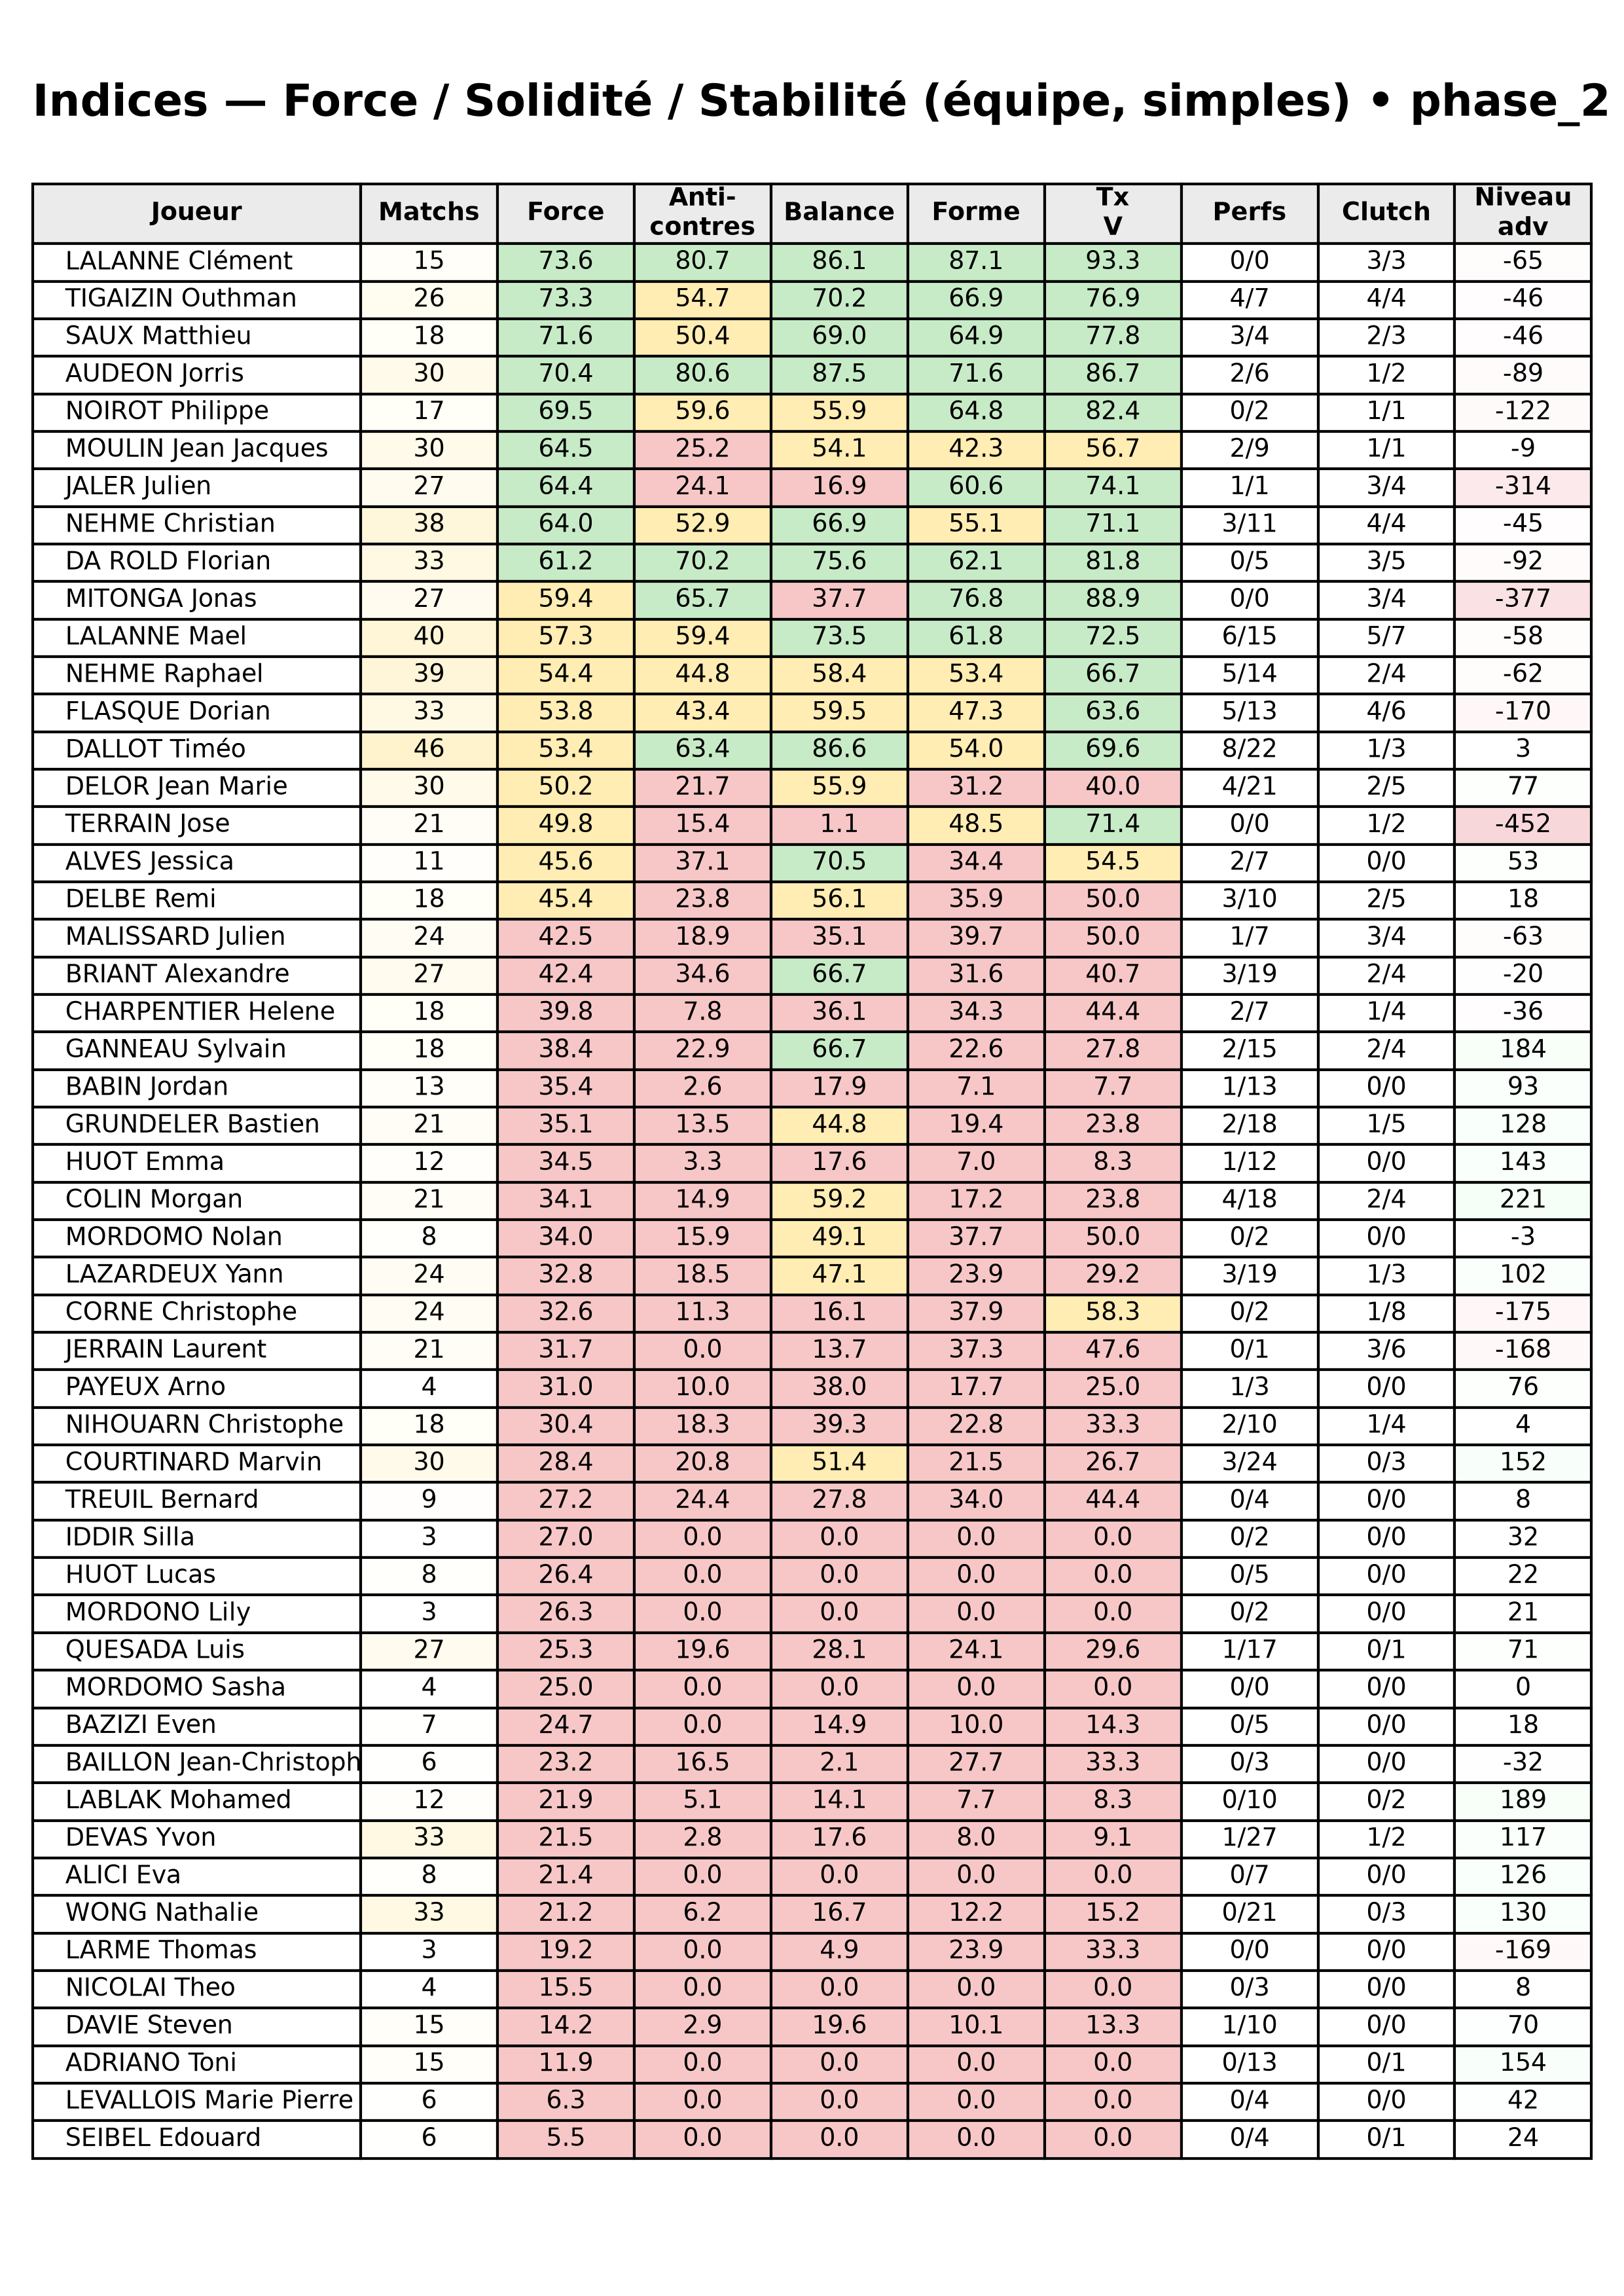 Indices — Force / Solidité / Stabilité (équipe, simples) • phase_2
Joueur Matchs Force Anti-contres Balance Forme Tx V Perfs Clutch Niveau adv
LALANNE Clément 15 73.6 80.7 86.1 87.1 93.3 0/0 3/3 -65
TIGAIZIN Outhman 26 73.3 54.7 70.2 66.9 76.9 4/7 4/4 -46
SAUX Matthieu 18 71.6 50.4 69.0 64.9 77.8 3/4 2/3 -46
AUDEON Jorris 30 70.4 80.6 87.5 71.6 86.7 2/6 1/2 -89
NOIROT Philippe 17 69.5 59.6 55.9 64.8 82.4 0/2 1/1 -122
MOULIN Jean Jacques 30 64.5 25.2 54.1 42.3 56.7 2/9 1/1 -9
JALER Julien 27 64.4 24.1 16.9 60.6 74.1 1/1 3/4 -314
NEHME Christian 38 64.0 52.9 66.9 55.1 71.1 3/11 4/4 -45
DA ROLD Florian 33 61.2 70.2 75.6 62.1 81.8 0/5 3/5 -92
MITONGA Jonas 27 59.4 65.7 37.7 76.8 88.9 0/0 3/4 -377
LALANNE Mael 40 57.3 59.4 73.5 61.8 72.5 6/15 5/7 -58
NEHME Raphael 39 54.4 44.8 58.4 53.4 66.7 5/14 2/4 -62
FLASQUE Dorian 33 53.8 43.4 59.5 47.3 63.6 5/13 4/6 -170
DALLOT Timéo 46 53.4 63.4 86.6 54.0 69.6 8/22 1/3 3
DELOR Jean Marie 30 50.2 21.7 55.9 31.2 40.0 4/21 2/5 77
TERRAIN Jose 21 49.8 15.4 1.1 48.5 71.4 0/0 1/2 -452
ALVES Jessica 11 45.6 37.1 70.5 34.4 54.5 2/7 0/0 53
DELBE Remi 18 45.4 23.8 56.1 35.9 50.0 3/10 2/5 18
MALISSARD Julien 24 42.5 18.9 35.1 39.7 50.0 1/7 3/4 -63
BRIANT Alexandre 27 42.4 34.6 66.7 31.6 40.7 3/19 2/4 -20
CHARPENTIER Helene 18 39.8 7.8 36.1 34.3 44.4 2/7 1/4 -36
GANNEAU Sylvain 18 38.4 22.9 66.7 22.6 27.8 2/15 2/4 184
BABIN Jordan 13 35.4 2.6 17.9 7.1 7.7 1/13 0/0 93
GRUNDELER Bastien 21 35.1 13.5 44.8 19.4 23.8 2/18 1/5 128
HUOT Emma 12 34.5 3.3 17.6 7.0 8.3 1/12 0/0 143
COLIN Morgan 21 34.1 14.9 59.2 17.2 23.8 4/18 2/4 221
MORDOMO Nolan 8 34.0 15.9 49.1 37.7 50.0 0/2 0/0 -3
LAZARDEUX Yann 24 32.8 18.5 47.1 23.9 29.2 3/19 1/3 102
CORNE Christophe 24 32.6 11.3 16.1 37.9 58.3 0/2 1/8 -175
JERRAIN Laurent 21 31.7 0.0 13.7 37.3 47.6 0/1 3/6 -168
PAYEUX Arno 4 31.0 10.0 38.0 17.7 25.0 1/3 0/0 76
NIHOUARN Christophe 18 30.4 18.3 39.3 22.8 33.3 2/10 1/4 4
COURTINARD Marvin 30 28.4 20.8 51.4 21.5 26.7 3/24 0/3 152
TREUIL Bernard 9 27.2 24.4 27.8 34.0 44.4 0/4 0/0 8
IDDIR Silla 3 27.0 0.0 0.0 0.0 0.0 0/2 0/0 32
HUOT Lucas 8 26.4 0.0 0.0 0.0 0.0 0/5 0/0 22
MORDONO Lily 3 26.3 0.0 0.0 0.0 0.0 0/2 0/0 21
QUESADA Luis 27 25.3 19.6 28.1 24.1 29.6 1/17 0/1 71
MORDOMO Sasha 4 25.0 0.0 0.0 0.0 0.0 0/0 0/0 0
BAZIZI Even 7 24.7 0.0 14.9 10.0 14.3 0/5 0/0 18
BAILLON Jean-Christoph 6 23.2 16.5 2.1 27.7 33.3 0/3 0/0 -32
LABLAK Mohamed 12 21.9 5.1 14.1 7.7 8.3 0/10 0/2 189
DEVAS Yvon 33 21.5 2.8 17.6 8.0 9.1 1/27 1/2 117
ALICI Eva 8 21.4 0.0 0.0 0.0 0.0 0/7 0/0 126
WONG Nathalie 33 21.2 6.2 16.7 12.2 15.2 0/21 0/3 130
LARME Thomas 3 19.2 0.0 4.9 23.9 33.3 0/0 0/0 -169
NICOLAI Theo 4 15.5 0.0 0.0 0.0 0.0 0/3 0/0 8
DAVIE Steven 15 14.2 2.9 19.6 10.1 13.3 1/10 0/0 70
ADRIANO Toni 15 11.9 0.0 0.0 0.0 0.0 0/13 0/1 154
LEVALLOIS Marie Pierre 6 6.3 0.0 0.0 0.0 0.0 0/4 0/0 42
SEIBEL Edouard 6 5.5 0.0 0.0 0.0 0.0 0/4 0/1 24